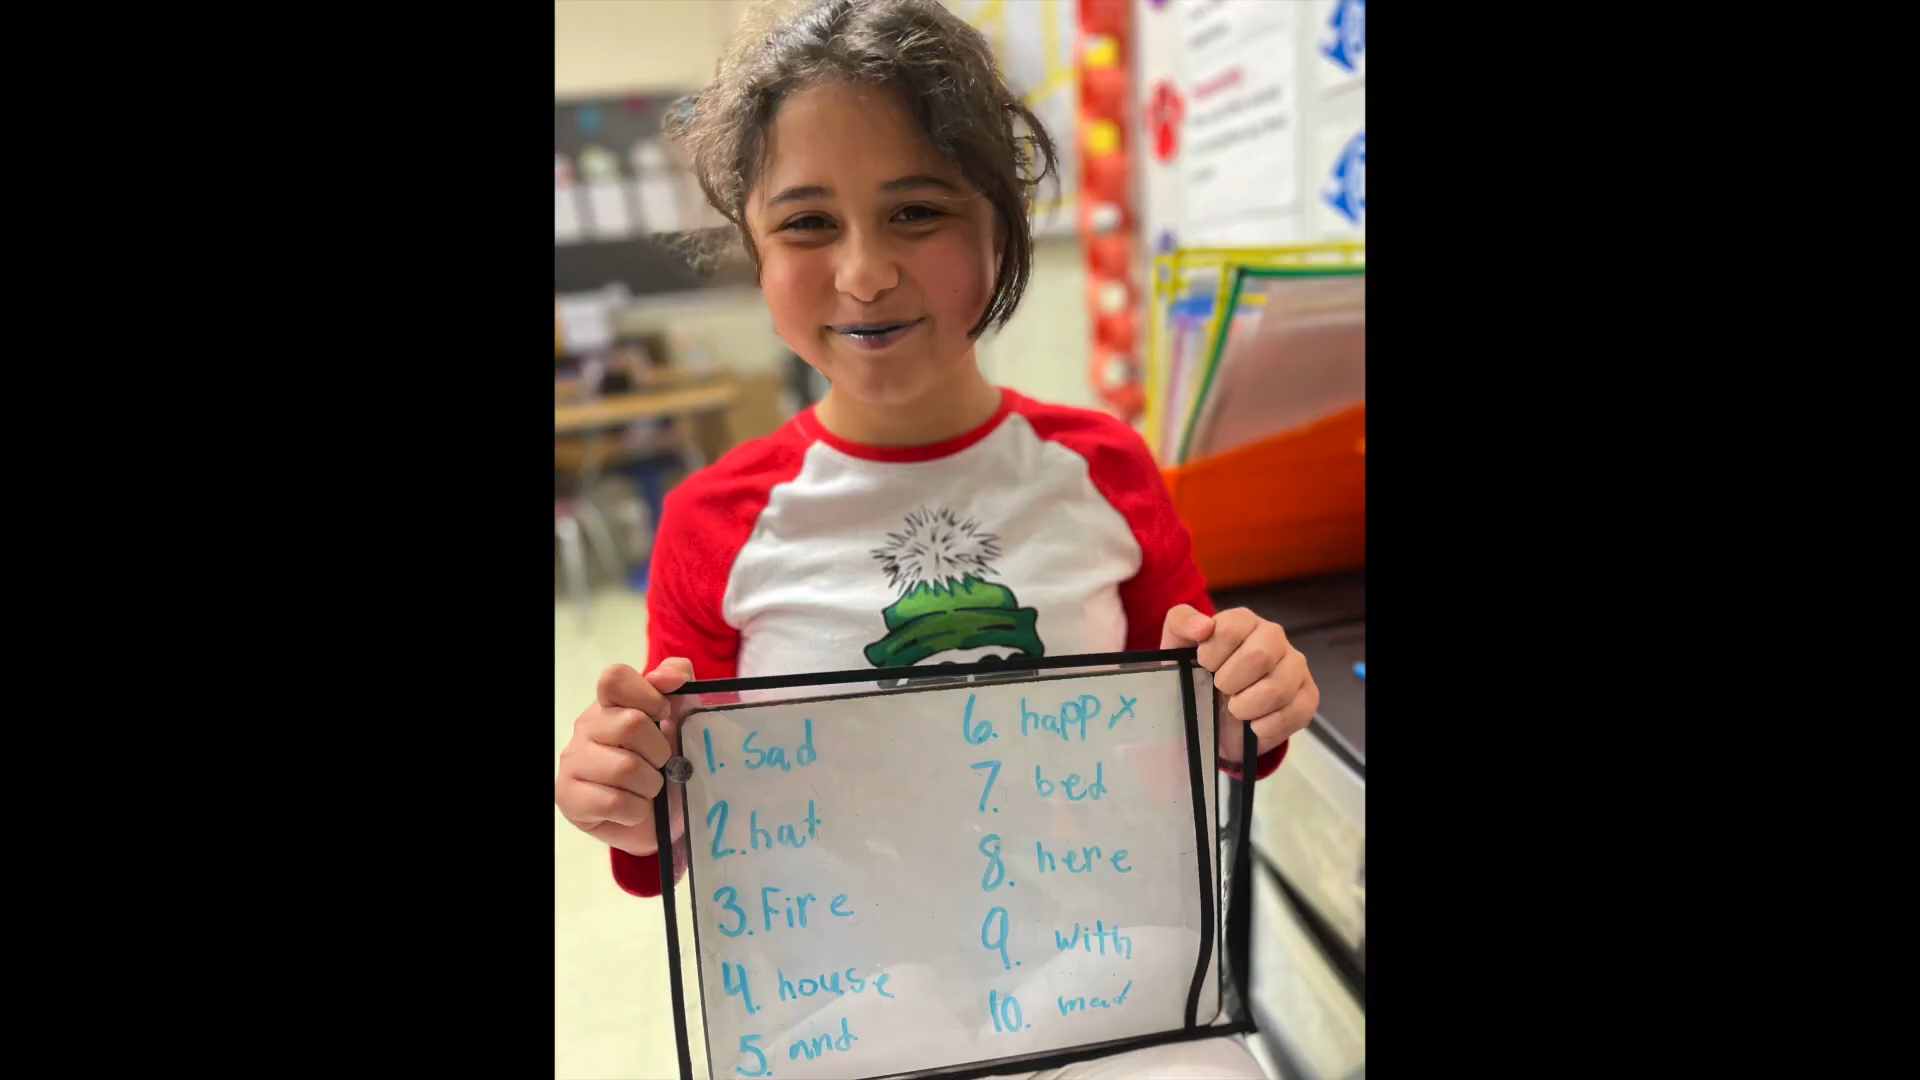 1. Sad
2. hat
3. Fire
4. house
5. and
6. happy
7. bed
8. here
9. with
10. mad